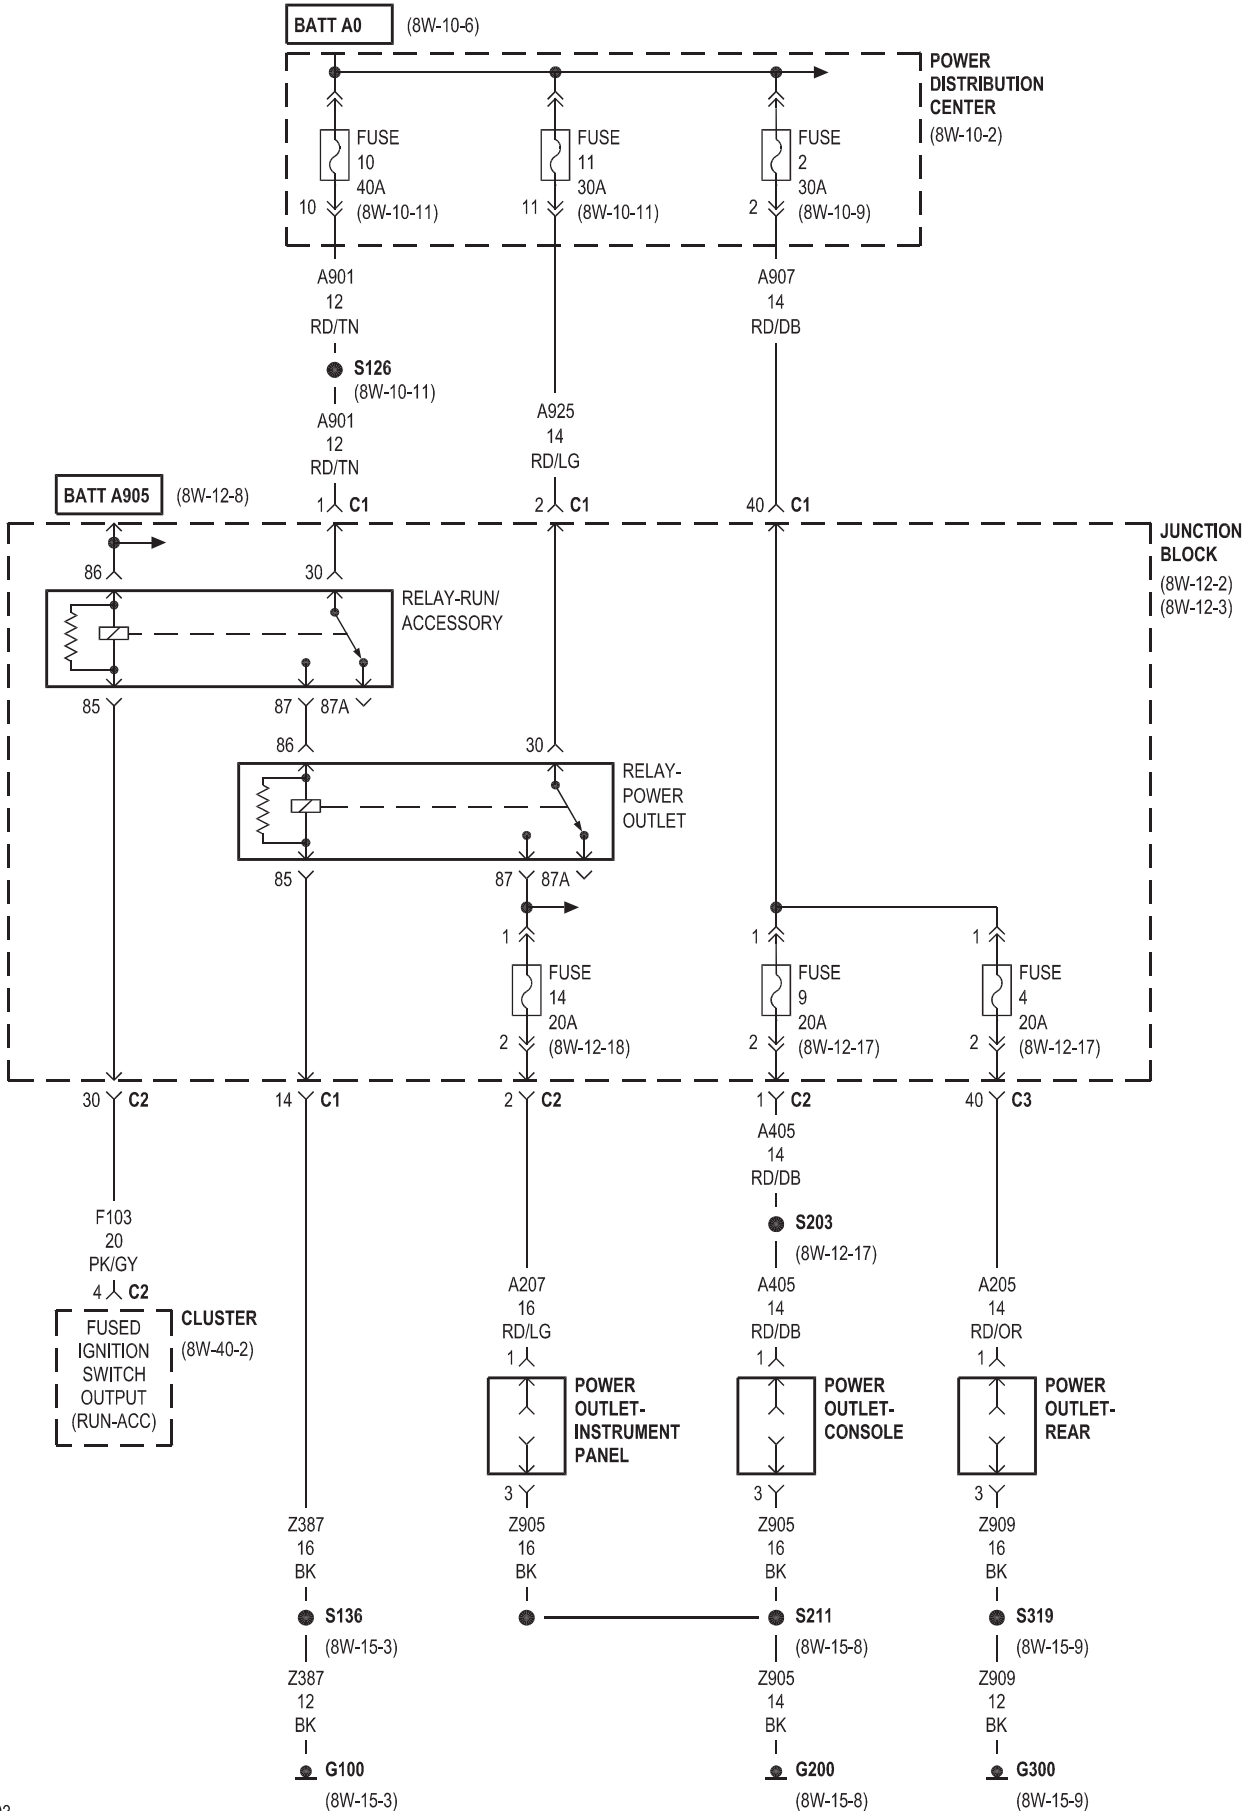 BATT A0 (8W-10-6)
POWER
DISTRIBUTION
CENTER
(8W-10-2)
FUSE
10
40A
10 (8W-10-11)
FUSE
11
30A
11 (8W-10-11)
FUSE
2
30A
2 (8W-10-9)
A901
12
RD/TN
S126
(8W-10-11)
A901
12
RD/TN
1 C1
A925
14
RD/LG
2 C1
A907
14
RD/DB
40 C1
BATT A905 (8W-12-8)
JUNCTION
BLOCK
(8W-12-2)
(8W-12-3)
86 30
RELAY-RUN/
ACCESSORY
85 87 87A
86 30
RELAY-
POWER
OUTLET
85 87 87A
1
FUSE
14
20A
2 (8W-12-18)
1
FUSE
9
20A
2 (8W-12-17)
1
FUSE
4
20A
2 (8W-12-17)
30 C2
14 C1
2 C2
1 C2
40 C3
F103
20
PK/GY
4 C2
FUSED
IGNITION
SWITCH
OUTPUT
(RUN-ACC)
CLUSTER
(8W-40-2)
A405
14
RD/DB
S203
(8W-12-17)
A207
16
RD/LG
1
A405
14
RD/DB
1
A205
14
RD/OR
1
POWER
OUTLET-
INSTRUMENT
PANEL
POWER
OUTLET-
CONSOLE
POWER
OUTLET-
REAR
3
3
3
Z387
16
BK
Z905
16
BK
Z905
16
BK
Z909
16
BK
S136
(8W-15-3)
S211
(8W-15-8)
S319
(8W-15-9)
Z387
12
BK
Z905
14
BK
Z909
12
BK
G100
(8W-15-3)
G200
(8W-15-8)
G300
(8W-15-9)